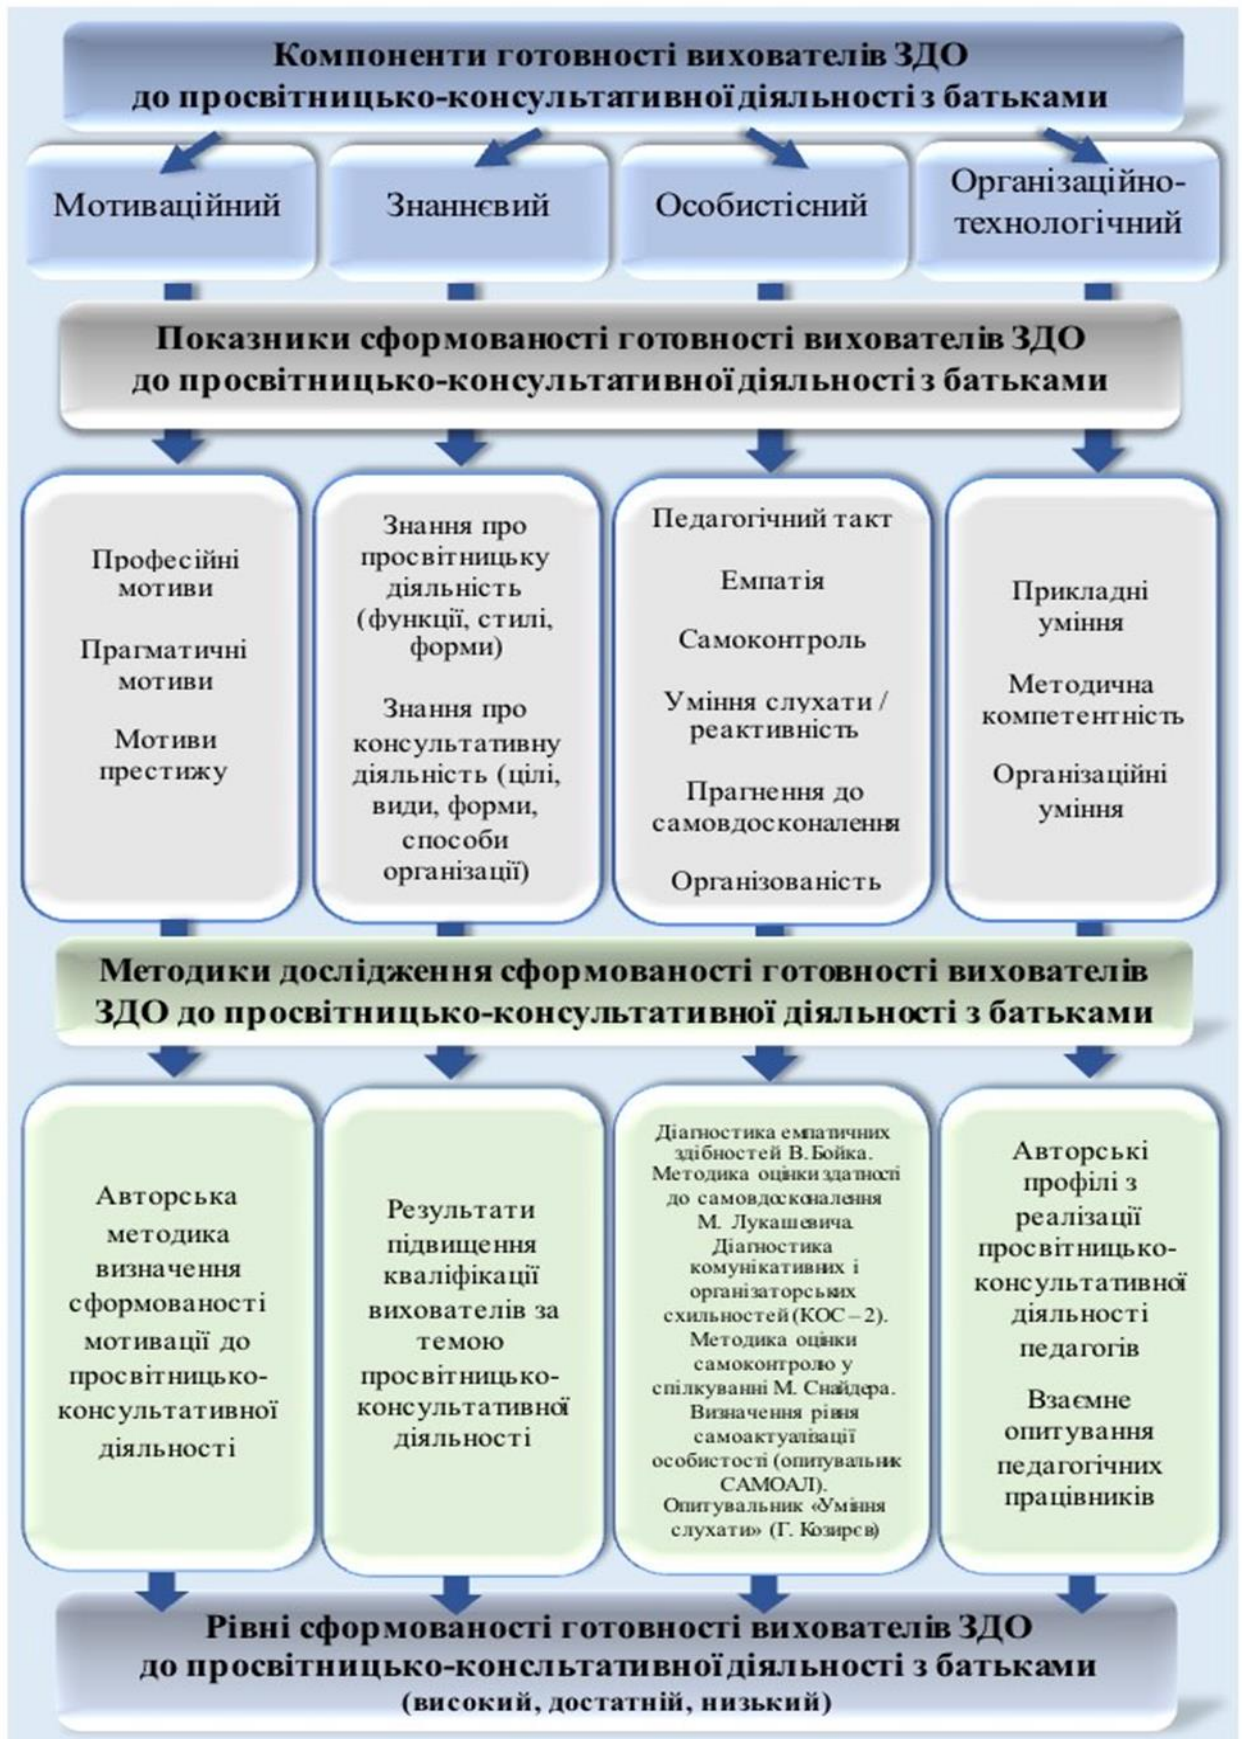 Компоненти готовності вихователів ЗДО
до просвітницько-консультативної діяльності з батьками
Мотиваційний
Знаннєвий
Особистісний
Організаційно-
технологічний
Показники сформованості готовності вихователів ЗДО
до просвітницько-консультативної діяльності з батьками
Професійні
мотиви
Прагматичні
мотиви
Мотиви
престижу
Знання про
просвітницьку
діяльність
(функції, стилі,
форми)
Знання про
консультативну
діяльність (цілі,
види, форми,
способи
організації)
Педагогічний такт
Емпатія
Самоконтроль
Уміння слухати /
реактивність
Прагнення до
самовдосконалення
Організованість
Прикладні
уміння
Методична
компетентність
Організаційні
уміння
Методики дослідження сформованості готовності вихователів
ЗДО до просвітницько-консультативної діяльності з батьками
Авторська
методика
визначення
сформованості
мотивації до
просвітницько-
консультативної
діяльності
Результати
підвищення
кваліфікації
вихователів за
темою
просвітницько-
консультативної
діяльності
Діагностика емпатичних
здібностей В.Бойка.
Методика оцінки здатності
до самовдосконалення
М. Лукашевича
Діагностика
комунікативних і
організаторських
схильностей (КОС – 2).
Методика оцінки
самоконтролю у
спілкуванні М. Снайдера.
Визначення рівня
самоактуалізації
особистості (опитувальник
САМОАЛ).
Опитувальник «Уміння
слухати» (Г. Козирєв)
Авторські
профілі з
реалізації
просвітницько-
консультативної
діяльності
педагогів
Взаємне
опитування
педагогічних
працівників
Рівні сформованості готовності вихователів ЗДО
до просвітницько-консльтативної діяльності з батьками
(високий, достатній, низький)